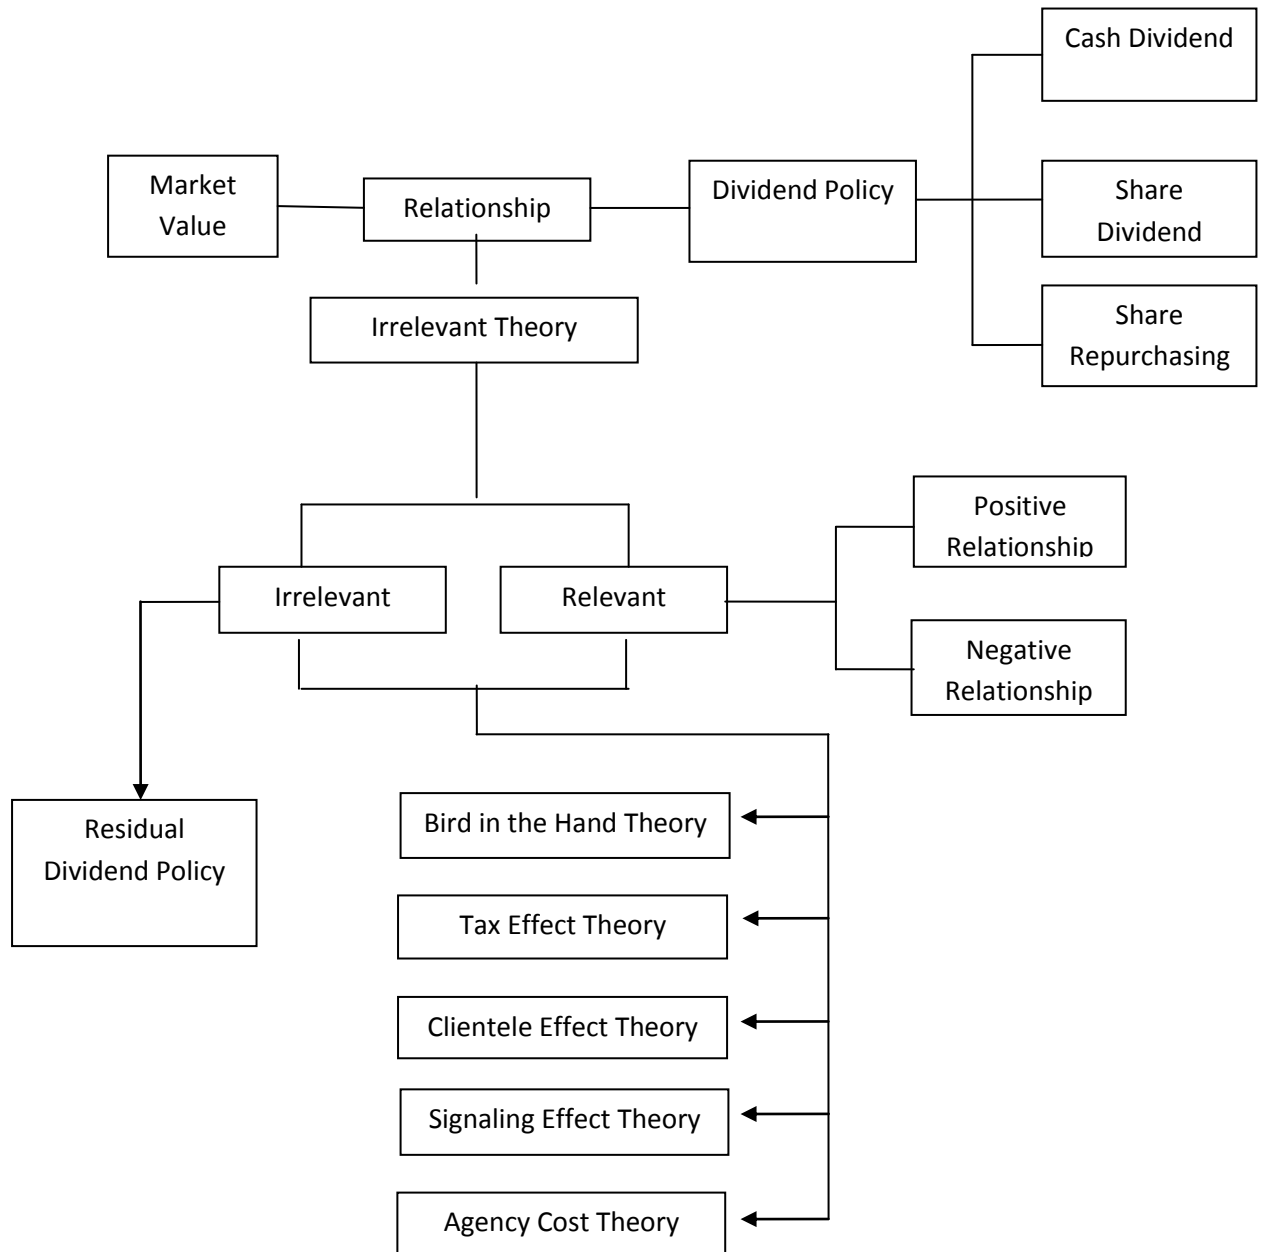 Cash Dividend
Market
Value
Relationship
Dividend Policy
Share
Dividend
Irrelevant Theory
Share
Repurchasing
Positive
Relationship
Irrelevant
Relevant
Negative
Relationship
Residual
Dividend Policy
Bird in the Hand Theory
Tax Effect Theory
Clientele Effect Theory
Signaling Effect Theory
Agency Cost Theory